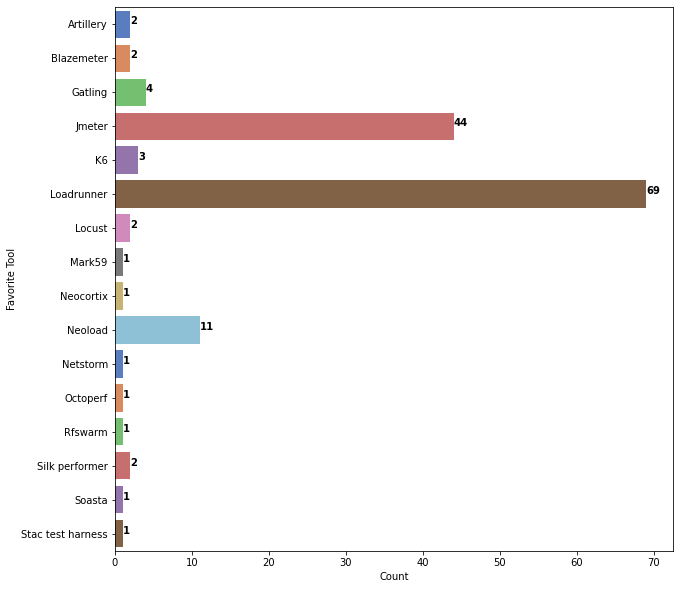 Favorite Tool
Artillery 2
Blazemeter 2
Gatling 4
Jmeter 44
K6 3
Loadrunner 69
Locust 2
Mark59 1
Neocortix 1
Neoload 11
Netstorm 1
Octoperf 1
Rfswarm 1
Silk performer 2
Soasta 1
Stac test harness 1
0 10 20 30 40 50 60 70
Count